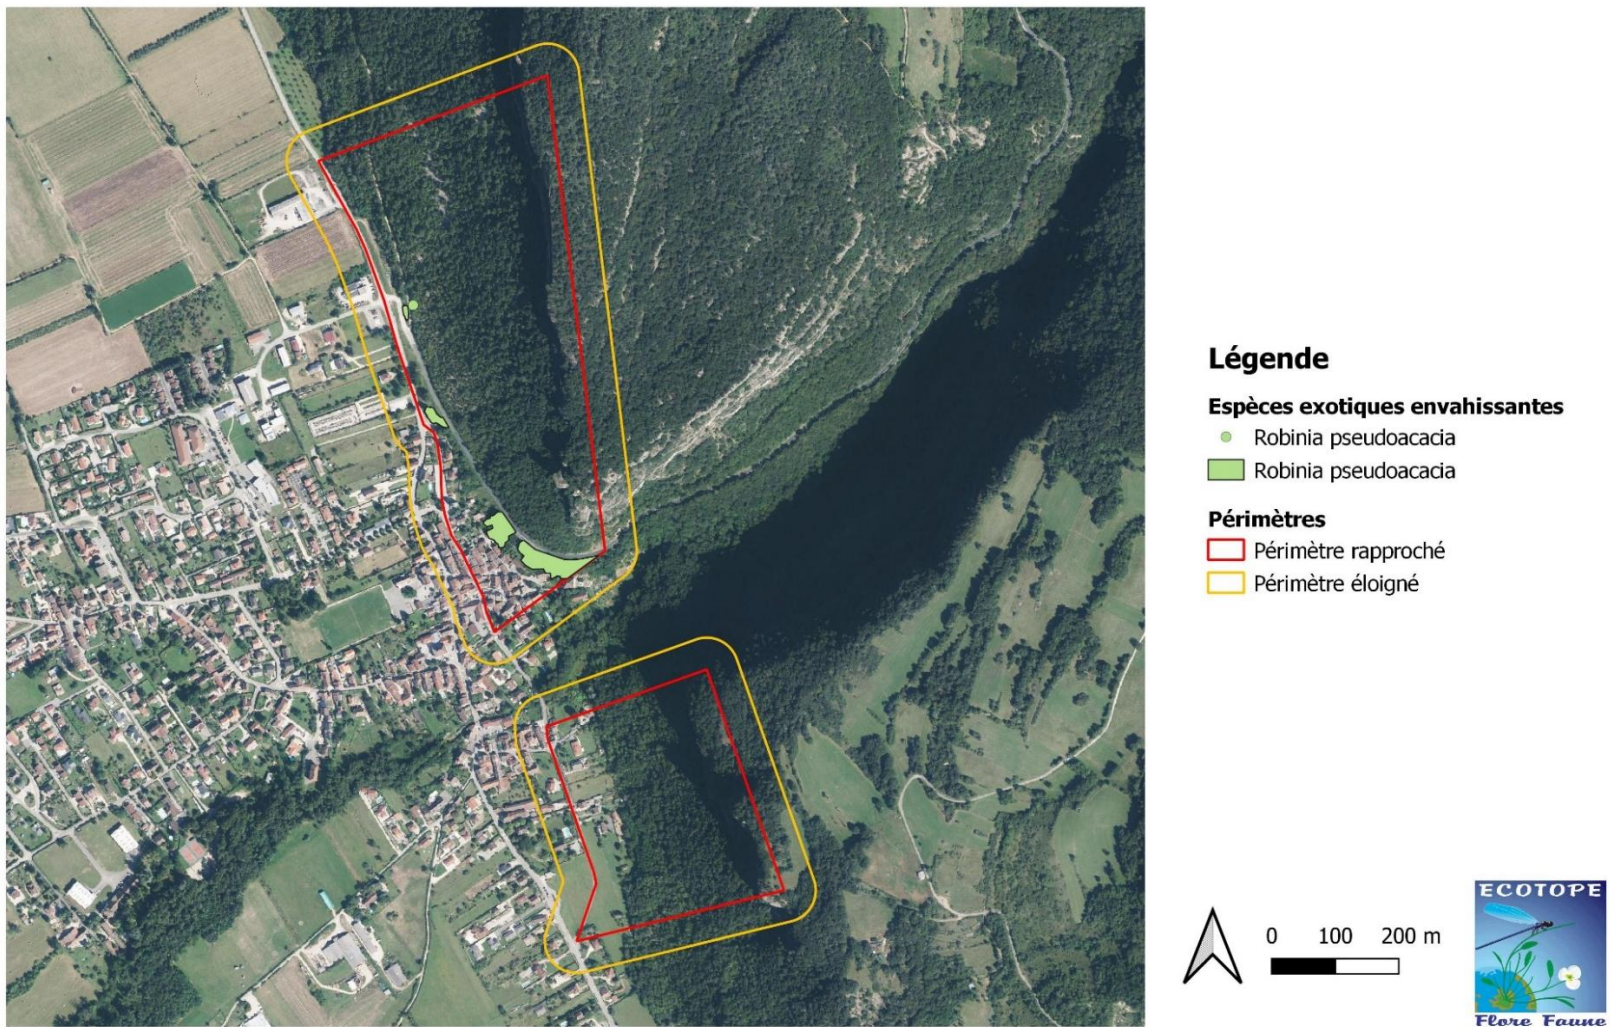 Légende
Espèces exotiques envahissantes
Robinia pseudoacacia
Robinia pseudoacacia
Périmètres
Périmètre rapproché
Périmètre éloigné
0 100 200 m
ECOTOPE
Flore Faune